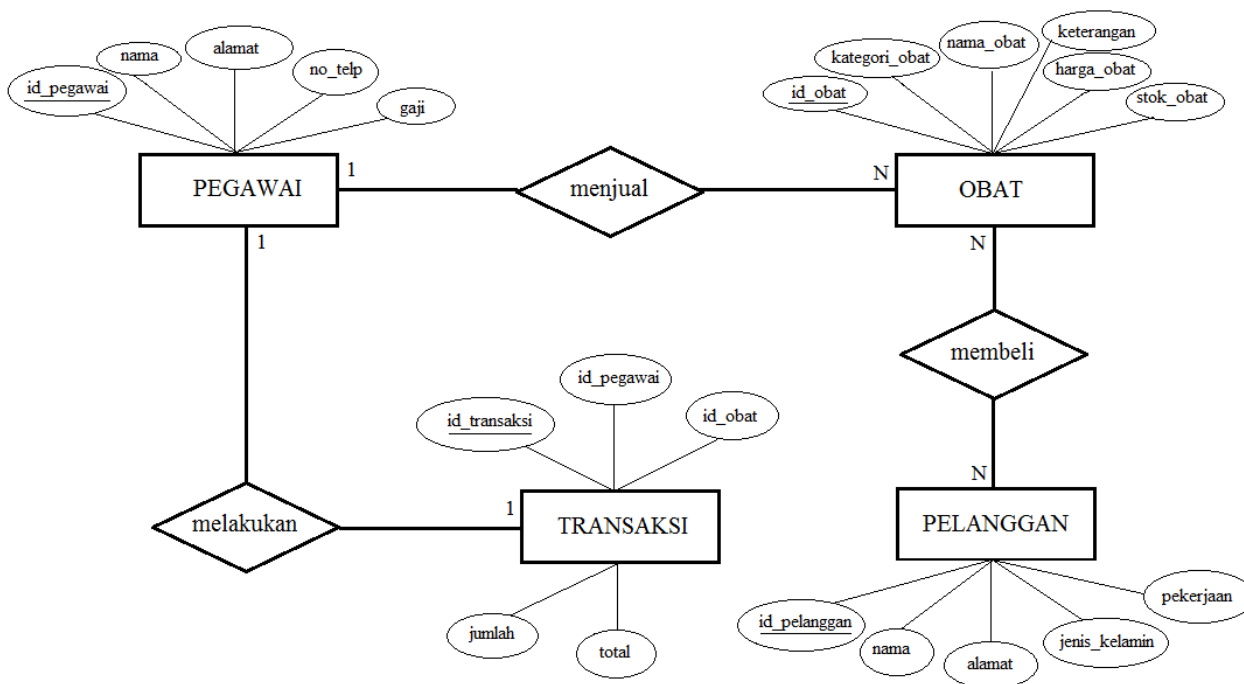 nama
alamat
no_telp
id_pegawai
gaji
kategori_obat
nama_obat
keterangan
harga_obat
id_obat
stok_obat
PEGAWAI
1
menjual
N
OBAT
1
N
membeli
id_pegawai
id_transaksi
id_obat
N
melakukan
1
TRANSAKSI
PELANGGAN
jumlah
total
id_pelanggan
nama
alamat
jenis_kelamin
pekerjaan